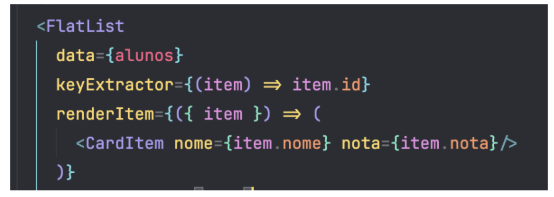 <FlatList
data={alunos}
keyExtractor={(item) => item.id}
renderItem={({ item }) => (
<CardItem nome={item.nome} nota={item.nota}/>
)}